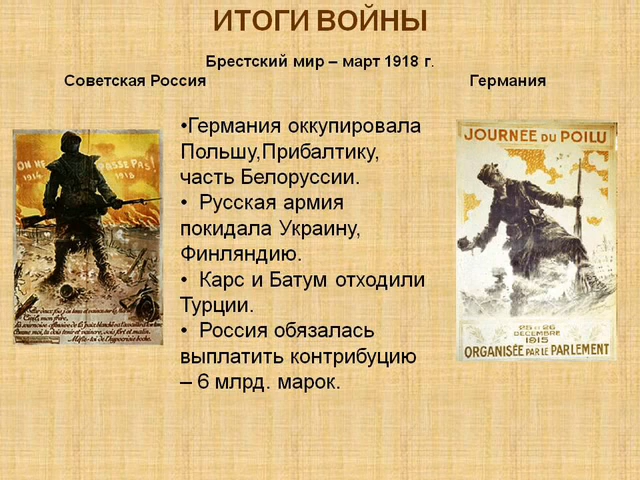 ИТОГИ ВОЙНЫ
Брестский мир – март 1918 г.
Советская Россия
Германия
•Германия оккупировала
Польшу,Прибалтику,
часть Белоруссии.
• Русская армия
покидала Украину,
Финляндию.
• Карс и Батум отходили
Турции.
• Россия обязалась
выплатить контрибуцию
– 6 млрд. марок.
ON NE PASSE PAS!
1914 1918
JOURNÉE DU POILU
25 ET 26
DÉCEMBRE
1915
ORGANISÉE PAR LE PARLEMENT